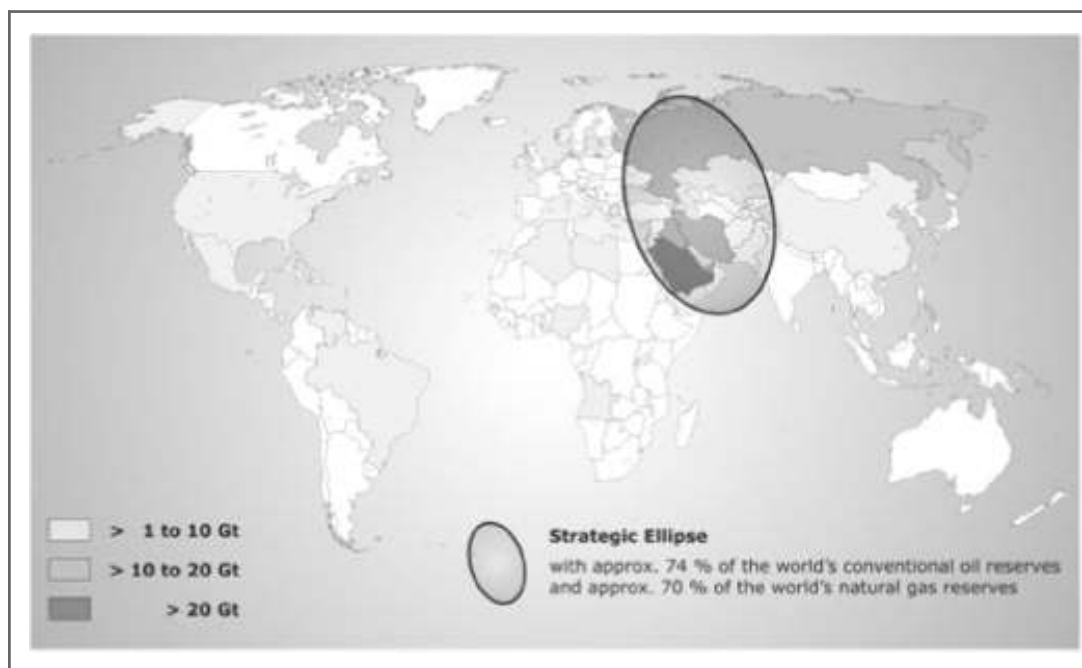 > 1 to 10 Gt
> 10 to 20 Gt
> 20 Gt
Strategic Ellipse
with approx. 74 % of the world's conventional oil reserves
and approx. 70 % of the world's natural gas reserves